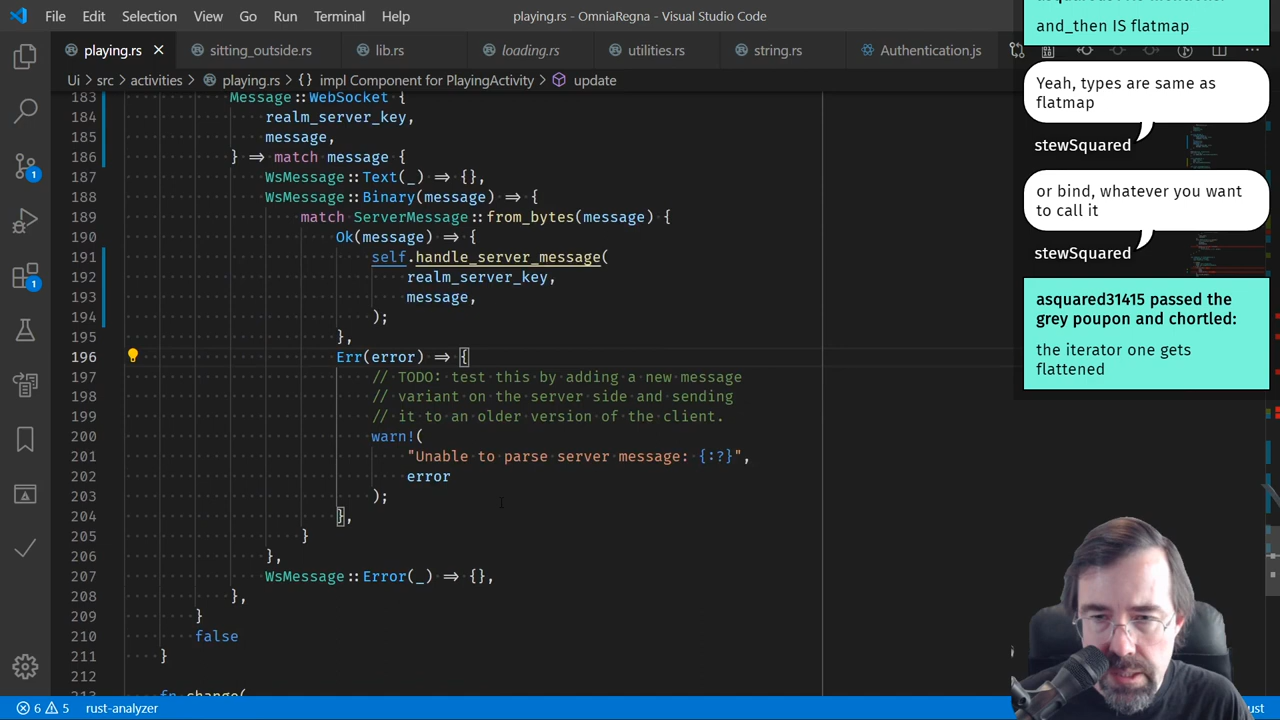 File Edit Selection View Go Run Terminal Help
playing.rs - OmniaRegna - Visual Studio Code
playing.rs sitting_outside.rs lib.rs loading.rs utilities.rs string.rs Authentication.js
Ui › src › activities › playing.rs › {} impl Component for PlayingActivity › update
183 Message::WebSocket {
184 realm_server_key,
185 message,
186 } => match message {
187 WsMessage::Text(_) => {},
188 WsMessage::Binary(message) => {
189 match ServerMessage::from_bytes(message) {
190 Ok(message) => {
191 self.handle_server_message(
192 realm_server_key,
193 message,
194 );
195 },
196 Err(error) => {
197 // TODO: test this by adding a new message
198 // variant on the server side and sending
199 // it to an older version of the client.
200 warn!(
201 "Unable to parse server message: {:?}",
202 error
203 );
204 },
205 }
206 },
207 WsMessage::Error(_) => {},
208 },
209 }
210 false
211 }
212
213 fn change(
and_then IS flatmap
Yeah, types are same as
flatmap
stewSquared
or bind, whatever you want
to call it
stewSquared
asquared31415 passed the
grey poupon and chortled:
the iterator one gets
flattened
1
1
6 5 rust-analyzer